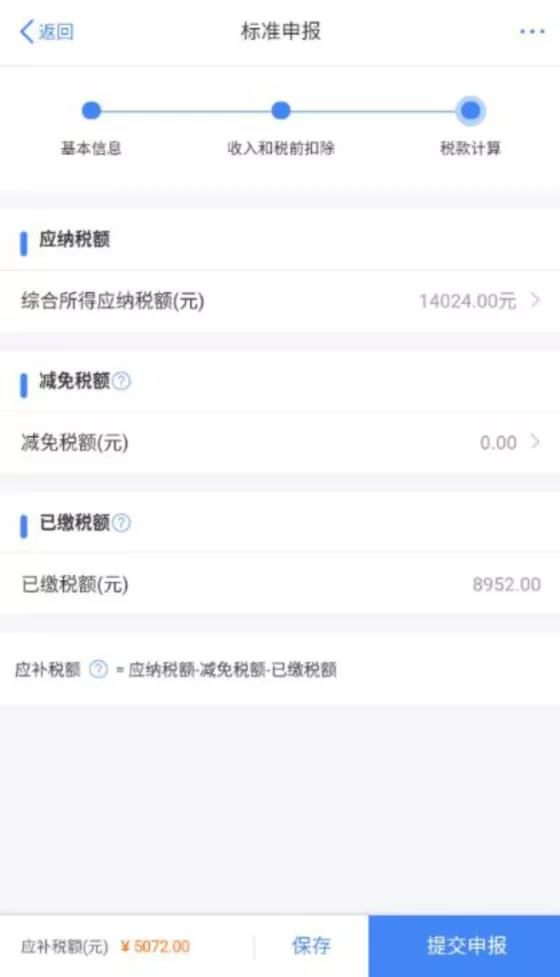 返回 标准申报 ...
基本信息 收入和税前扣除 税款计算
应纳税额
综合所得应纳税额(元) 14024.00元 >
减免税额 ?
减免税额(元) 0.00 >
已缴税额 ?
已缴税额(元) 8952.00
应补税额 ? = 应纳税额-减免税额-已缴税额
应补税额(元) ¥5072.00 保存 提交申报